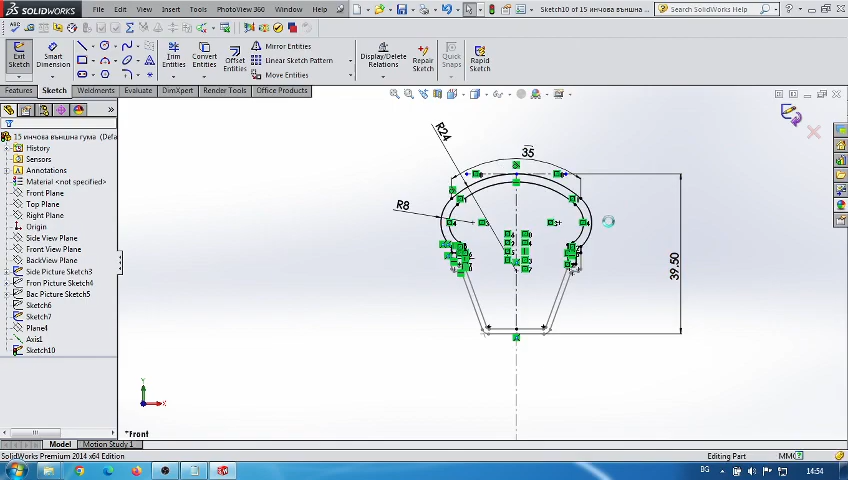 SOLIDWORKS File Edit View Insert Tools PhotoView 360 Window Help Sketch10 of 15 инчова външна гума Search Commands
Exit Sketch Smart Dimension Trim Entities Convert Entities Offset Entities Mirror Entities Linear Sketch Pattern Move Entities Display/Delete Relations Repair Sketch Quick Snaps Rapid Sketch
Features Sketch Weldments Evaluate DimXpert Render Tools Office Products
15 инчова външна гума (Defa
History
Sensors
Annotations
Material <not specified>
Front Plane
Top Plane
Right Plane
Origin
Side View Plane
Front View Plane
BackView Plane
Side Picture Sketch3
Fron Picture Sketch4
Bac Picture Sketch5
Sketch6
Sketch7
Plane4
Axis1
Sketch10
R24
35
R8
39.50
Y
X
*Front
Model Motion Study 1
SolidWorks Premium 2014 x64 Edition Editing Part
BG 14:54